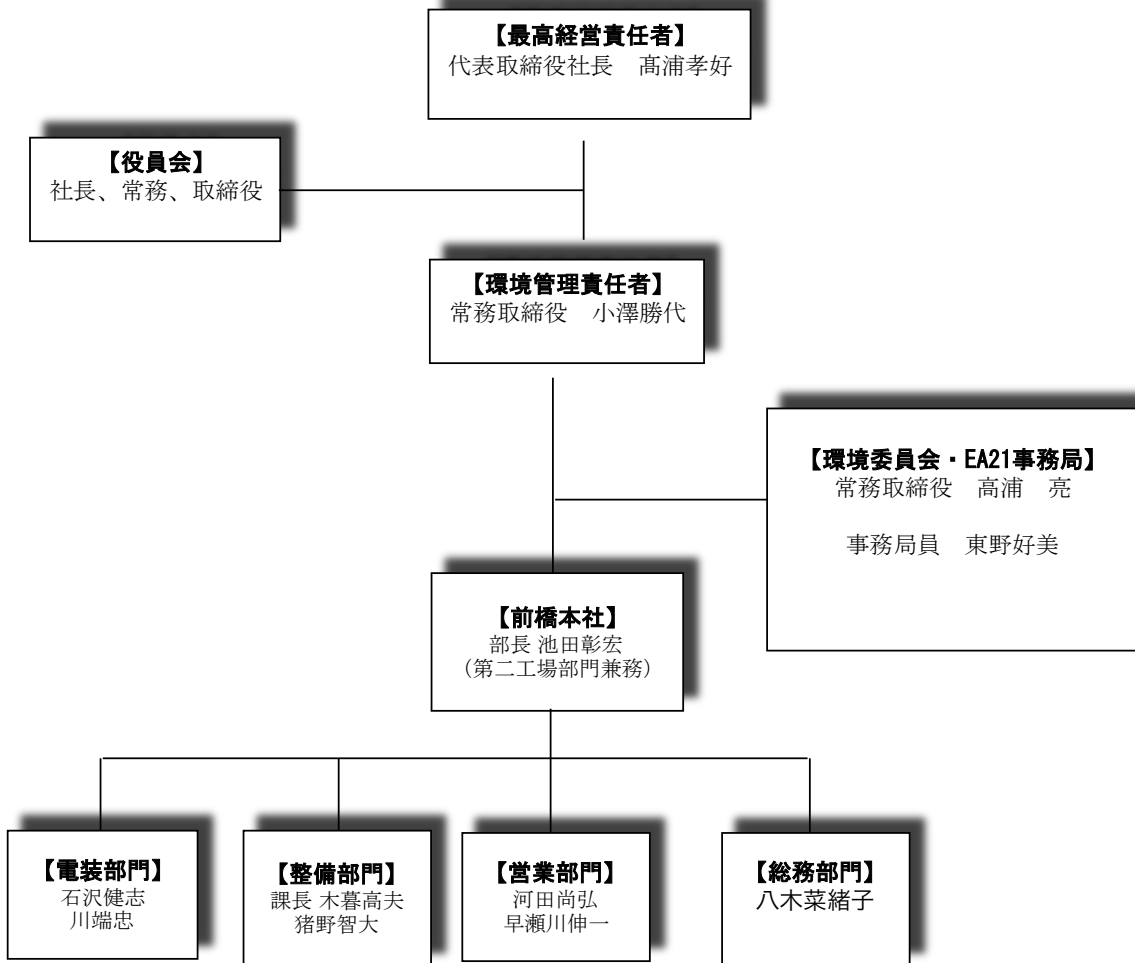 【最高経営責任者】
代表取締役社長　髙浦孝好
【役員会】
社長、常務、取締役
【環境管理責任者】
常務取締役　小澤勝代
【環境委員会・EA21事務局】
常務取締役　高浦　亮
事務局員　東野好美
【前橋本社】
部長 池田彰宏
(第二工場部門兼務)
【電装部門】
石沢健志
川端忠
【整備部門】
課長 木暮高夫
猪野智大
【営業部門】
河田尚弘
早瀬川伸一
【総務部門】
八木菜緒子